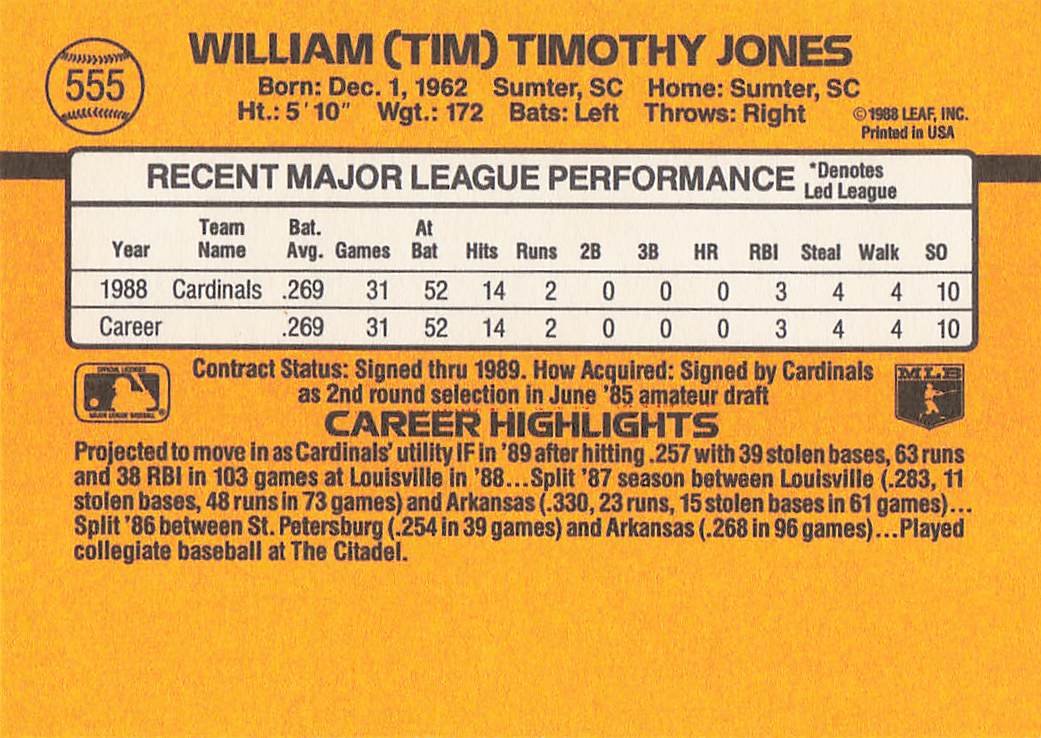 555
WILLIAM (TIM) TIMOTHY JONES
Born: Dec. 1, 1962 Sumter, SC Home: Sumter, SC
Ht.: 5'10" Wgt.: 172 Bats: Left Throws: Right
©1988 LEAF, INC.
Printed in USA
RECENT MAJOR LEAGUE PERFORMANCE *Denotes
Led League
Year Team Name Bat. Avg. Games At Bat Hits Runs 2B 3B HR RBI Steal Walk SO
1988 Cardinals .269 31 52 14 2 0 0 0 3 4 4 10
Career .269 31 52 14 2 0 0 0 3 4 4 10
OFFICIAL LICENSEE
MAJOR LEAGUE BASEBALL
®
Contract Status: Signed thru 1989. How Acquired: Signed by Cardinals
as 2nd round selection in June '85 amateur draft
MLB
CAREER HIGHLIGHTS
Projected to move in as Cardinals' utility IF in '89 after hitting .257 with 39 stolen bases, 63 runs
and 38 RBI in 103 games at Louisville in '88...Split '87 season between Louisville (.283, 11
stolen bases, 48 runs in 73 games) and Arkansas (.330, 23 runs, 15 stolen bases in 61 games)...
Split '86 between St. Petersburg (.254 in 39 games) and Arkansas (.268 in 96 games)...Played
collegiate baseball at The Citadel.